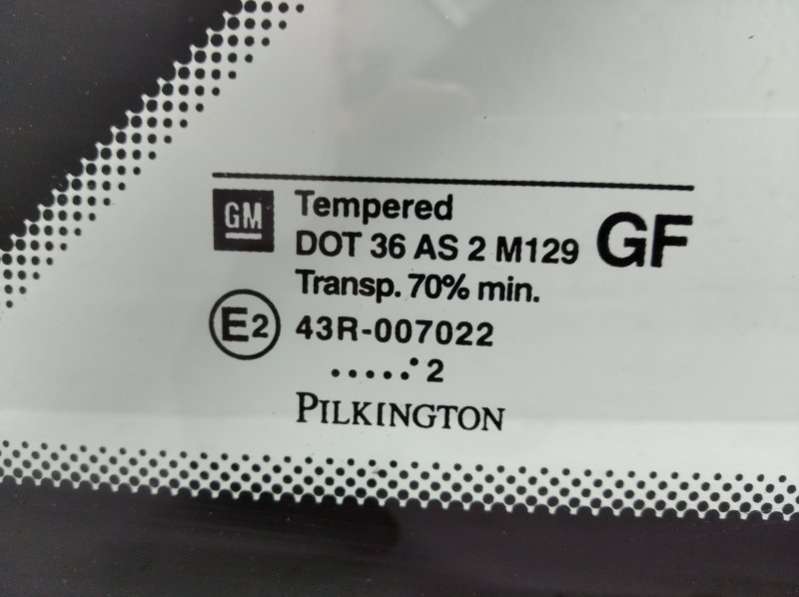 GM Tempered
DOT 36 AS 2 M129 GF
Transp. 70% min.
E2 43R-007022
.....˙2
PILKINGTON